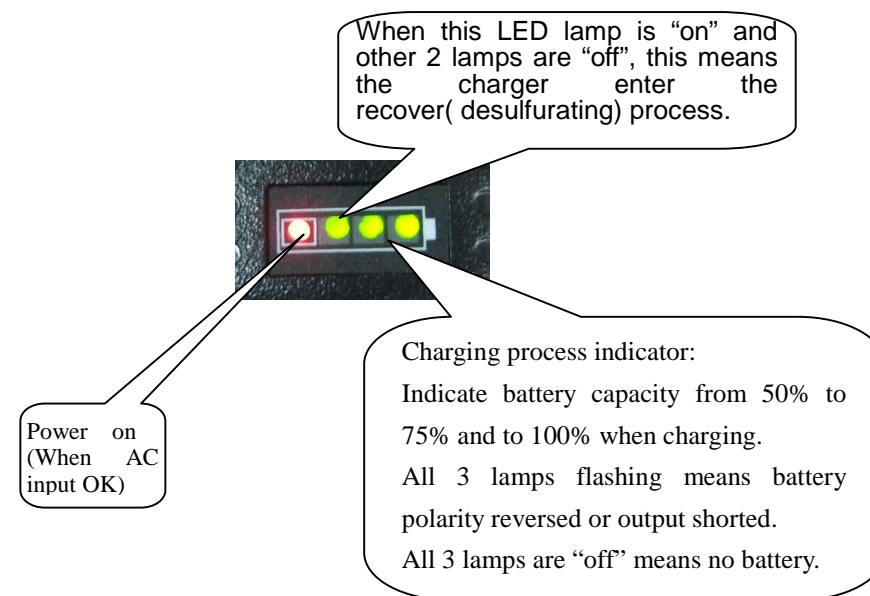 When this LED lamp is “on” and
other 2 lamps are “off”, this means
the charger enter the
recover( desulfurating) process.
Power on
(When AC
input OK)
Charging process indicator:
Indicate battery capacity from 50% to
75% and to 100% when charging.
All 3 lamps flashing means battery
polarity reversed or output shorted.
All 3 lamps are “off” means no battery.